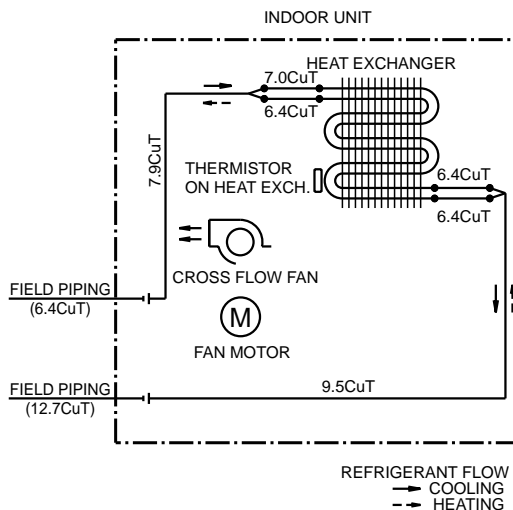 INDOOR UNIT
HEAT EXCHANGER
7.0CuT
6.4CuT
7.9CuT
THERMISTOR
ON HEAT EXCH.
6.4CuT
6.4CuT
CROSS FLOW FAN
FIELD PIPING
(6.4CuT)
M
FAN MOTOR
FIELD PIPING
(12.7CuT)
9.5CuT
REFRIGERANT FLOW
COOLING
HEATING